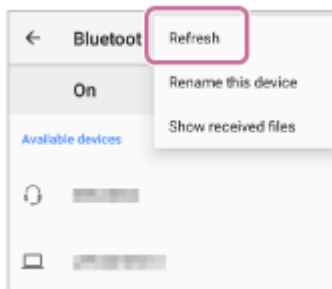 Bluetoot
Refresh
On
Rename this device
Show received files
Available devices